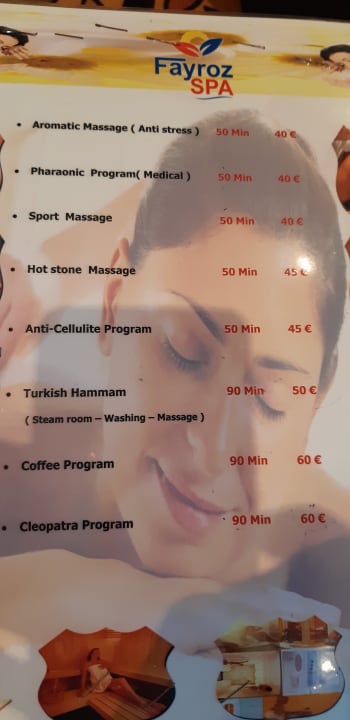 Fayroz
SPA
• Aromatic Massage ( Anti stress ) 50 Min 40 €
• Pharaonic Program( Medical ) 50 Min 40 €
• Sport Massage 50 Min 40 €
• Hot stone Massage 50 Min 45 €
• Anti-Cellulite Program 50 Min 45 €
• Turkish Hammam 90 Min 50 €
( Steam room – Washing – Massage )
• Coffee Program 90 Min 60 €
• Cleopatra Program 90 Min 60 €